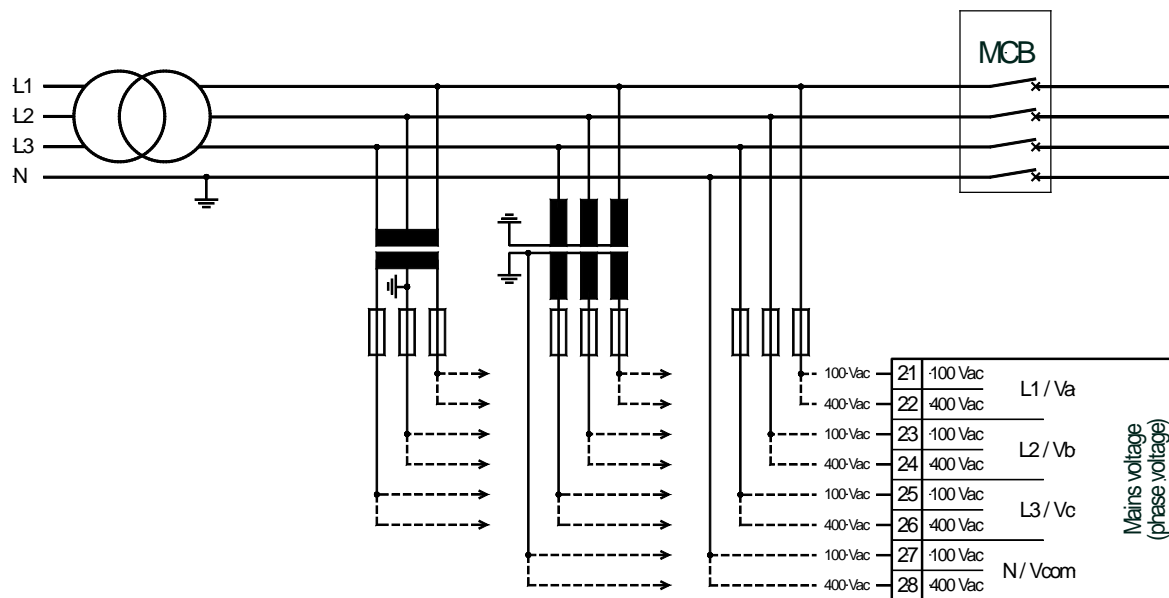 MCB
L1
L2
L3
N
100 Vac 21 100 Vac
L1 / Va
400 Vac 22 400 Vac
100 Vac 23 100 Vac
L2 / Vb
400 Vac 24 400 Vac
100 Vac 25 100 Vac
L3 / Vc
400 Vac 26 400 Vac
100 Vac 27 100 Vac
N / Vcom
400 Vac 28 400 Vac
Mains voltage
(phase voltage)